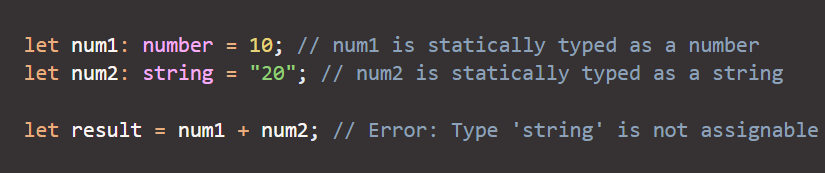 let num1: number = 10; // num1 is statically typed as a number
let num2: string = "20"; // num2 is statically typed as a string
let result = num1 + num2; // Error: Type 'string' is not assignable